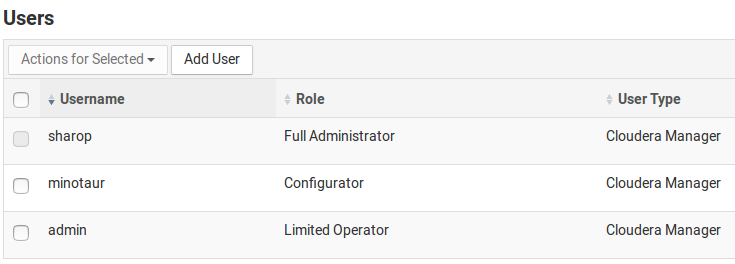 Users
Actions for Selected Add User
Username Role User Type
sharop Full Administrator Cloudera Manager
minotaur Configurator Cloudera Manager
admin Limited Operator Cloudera Manager